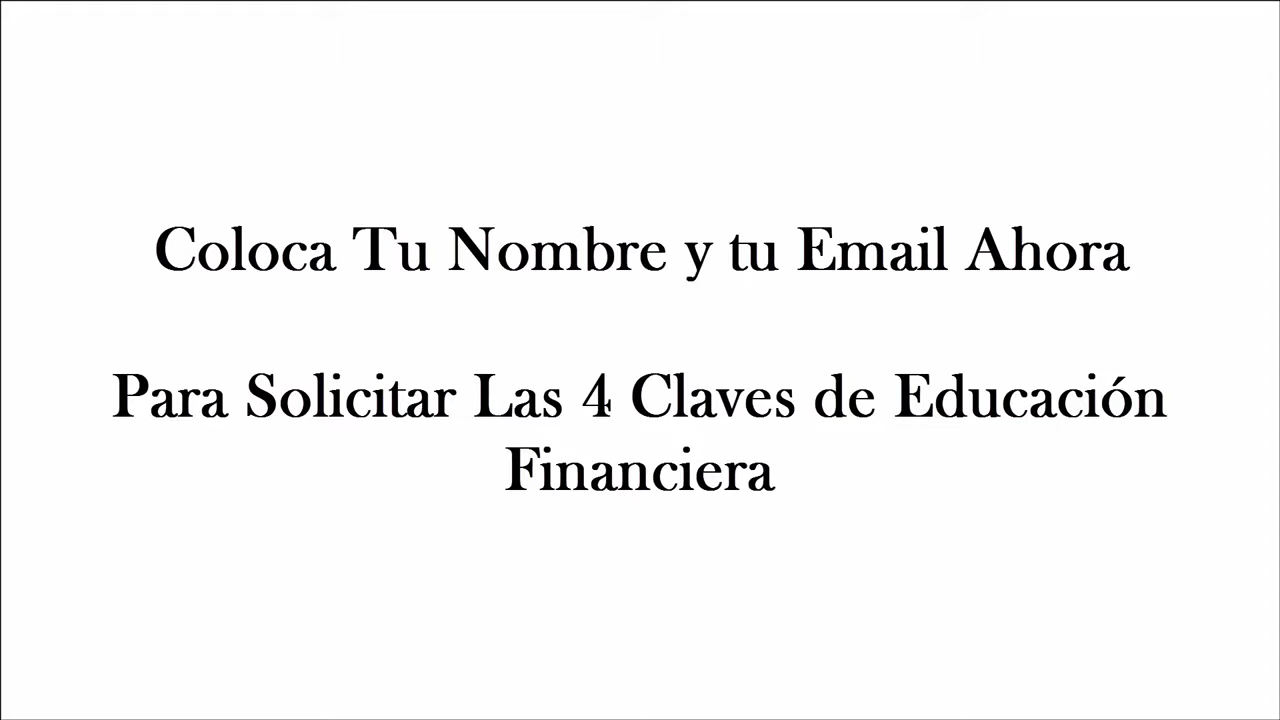 Coloca Tu Nombre y tu Email Ahora
Para Solicitar Las 4 Claves de Educación
Financiera